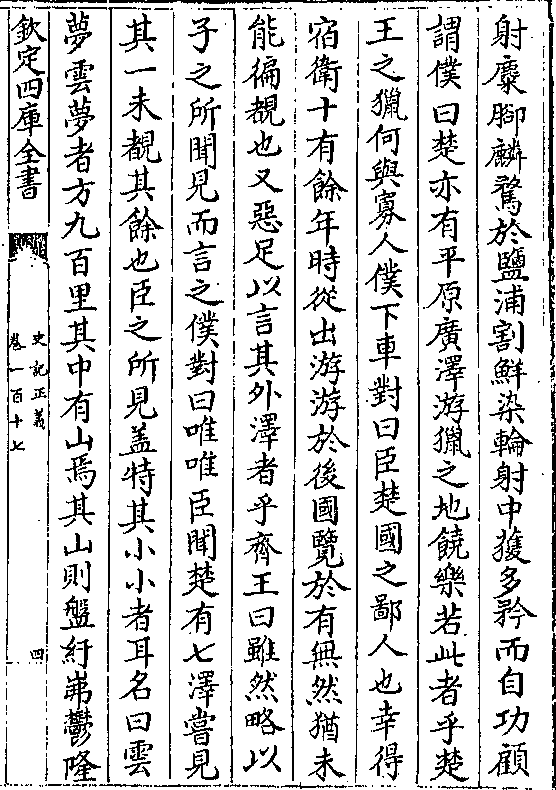 射麋脚麟騖於鹽浦割鮮染輪射中獲多矜而自功顧
謂僕曰楚亦有平原廣澤游獵之地饒樂若此者乎楚
王之獵何與寡人僕下車對曰臣楚國之鄙人也幸得
宿衛十有餘年時從出游游於後國覽於有無然猶未
能徧覩也又惡足以言其外澤者乎齊王曰雖然略以
子之所聞見而言之僕對曰唯唯臣聞楚有七澤嘗見
其一未覩其餘也臣之所見盖特其小小者耳名曰雲
夢雲夢者方九百里其中有山焉其山則盤紆岪鬱隆
欽定四庫全書
史記正義
卷一百十七
四